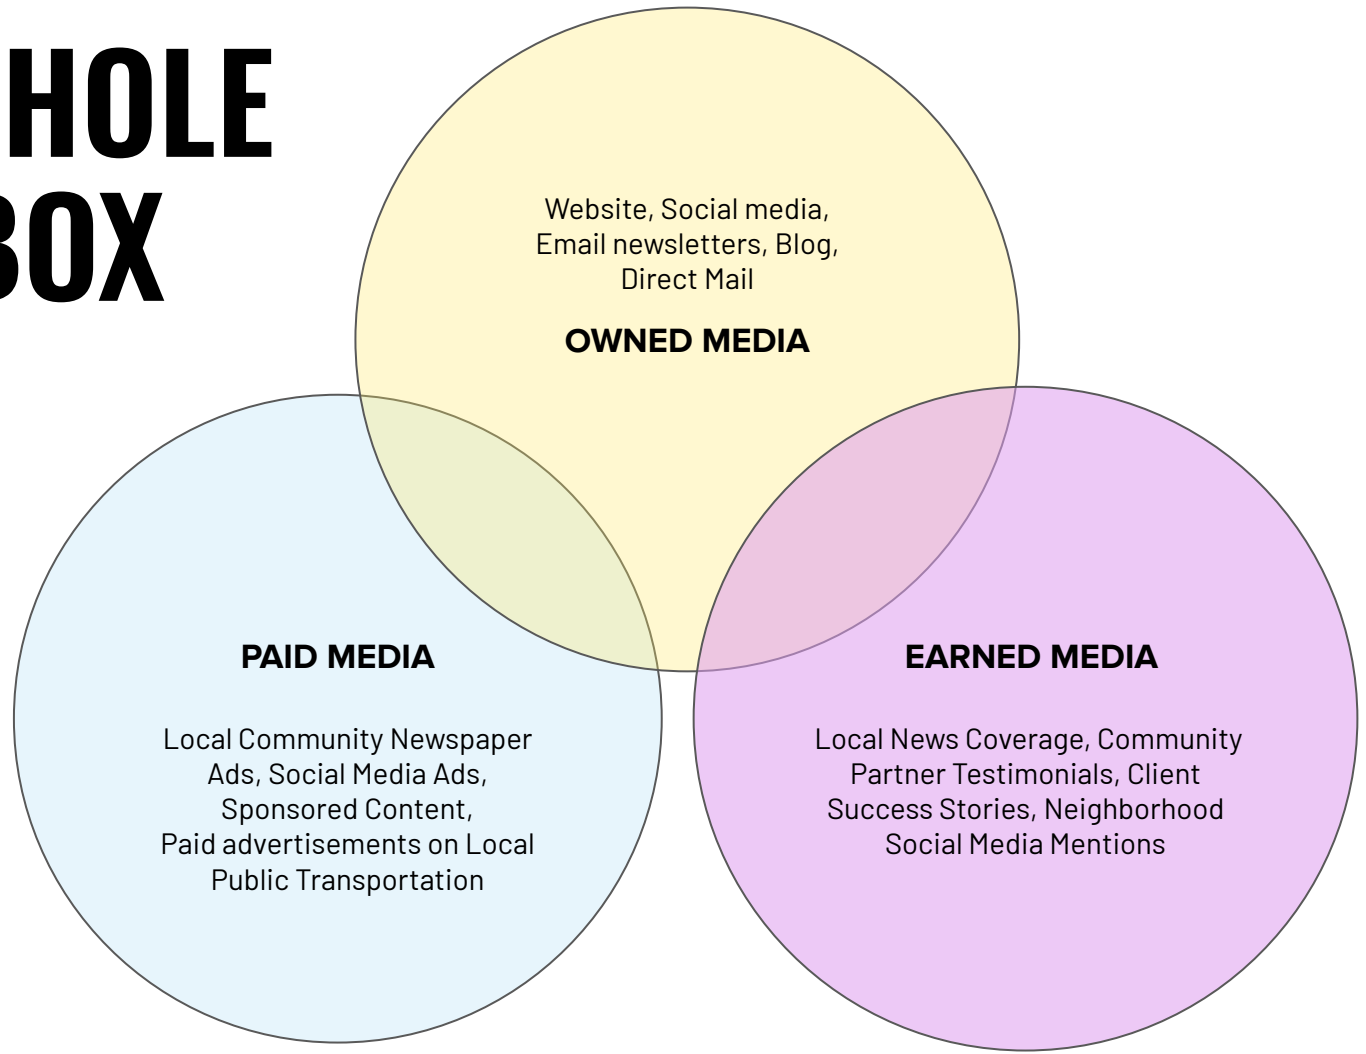 HOLE
BOX
Website, Social media,
Email newsletters, Blog,
Direct Mail
OWNED MEDIA
PAID MEDIA
Local Community Newspaper
Ads, Social Media Ads,
Sponsored Content,
Paid advertisements on Local
Public Transportation
EARNED MEDIA
Local News Coverage, Community
Partner Testimonials, Client
Success Stories, Neighborhood
Social Media Mentions